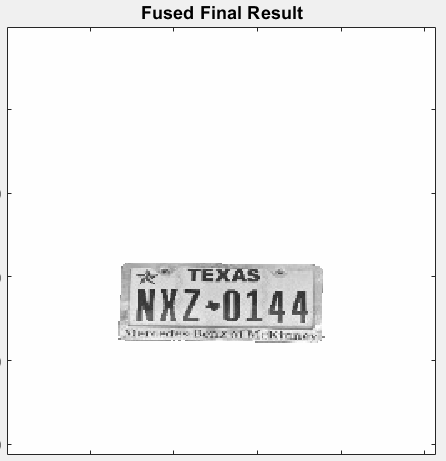 Fused Final Result
TEXAS
NXZ 0144
Mercedes Benz of McKinney